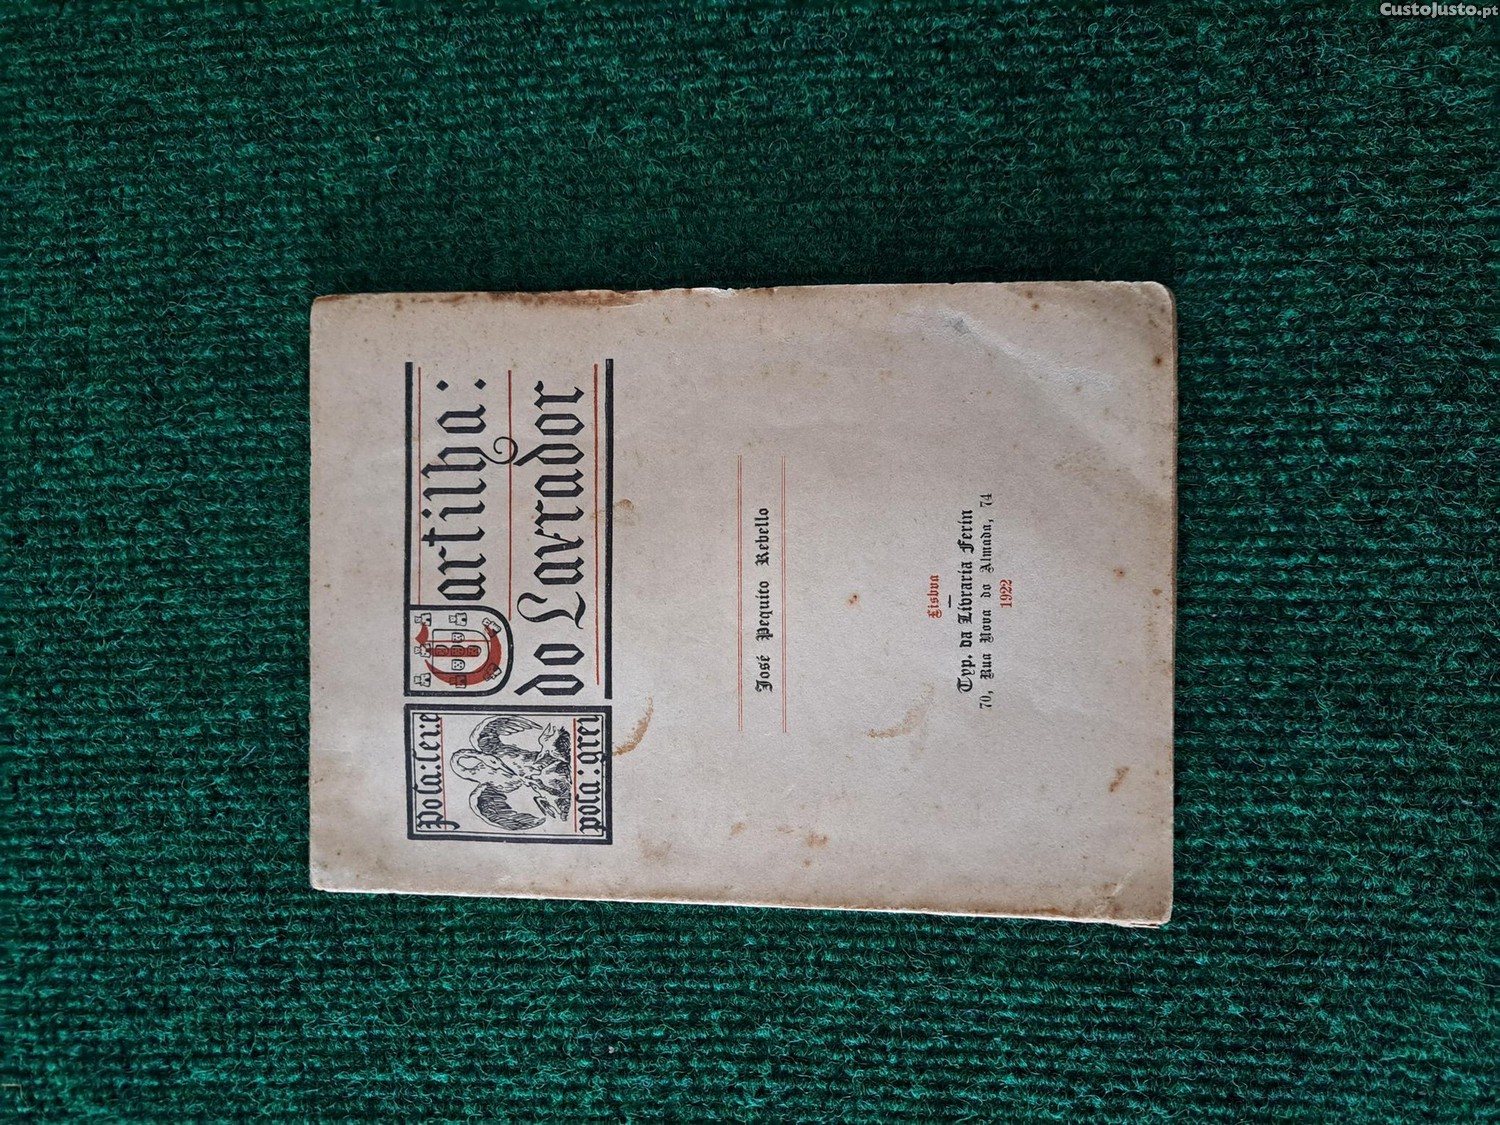 CustoJusto.pt
Pola: lei: e
pola: grei
Cartilha:
do Lavrador
José Pequito Rebello
Lisboa
Typ. da Libraria Ferin
70, Rua Nova do Almada, 74
1922